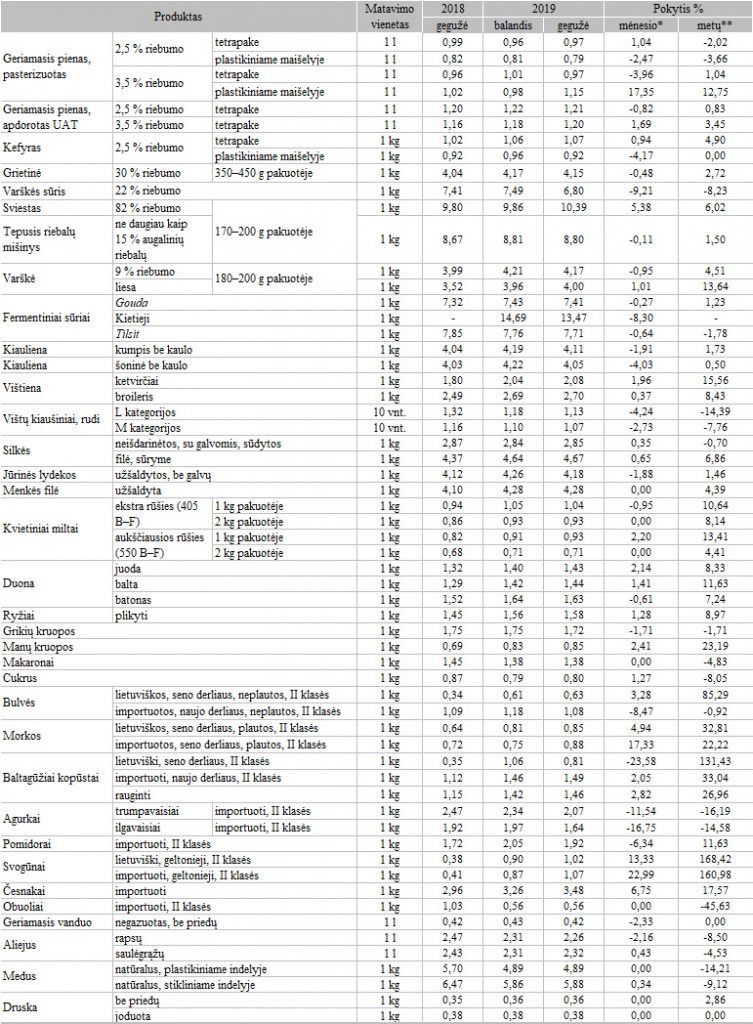 Produktas Matavimo vienetas 2018 2019 Pokytis %
gegužė balandis gegužė mėnesio* metų**
Geriamasis pienas, pasterizuotas 2,5 % riebumo tetrapake 1 l 0,99 0,96 0,97 1,04 -2,02
plastikiniame maišelyje 1 l 0,82 0,81 0,79 -2,47 -3,66
3,5 % riebumo tetrapake 1 l 0,96 1,01 0,97 -3,96 1,04
plastikiniame maišelyje 1 l 1,02 0,98 1,15 17,35 12,75
Geriamasis pienas, apdorotas UAT 2,5 % riebumo tetrapake 1 l 1,20 1,22 1,21 -0,82 0,83
3,5 % riebumo tetrapake 1 l 1,16 1,18 1,20 1,69 3,45
Kefyras 2,5 % riebumo tetrapake 1 kg 1,02 1,06 1,07 0,94 4,90
plastikiniame maišelyje 1 kg 0,92 0,96 0,92 -4,17 0,00
Grietinė 30 % riebumo 350–450 g pakuotėje 1 kg 4,04 4,17 4,15 -0,48 2,72
Varškės sūris 22 % riebumo 1 kg 7,41 7,49 6,80 -9,21 -8,23
Sviestas 82 % riebumo 170–200 g pakuotėje 1 kg 9,80 9,86 10,39 5,38 6,02
Tepusis riebalų mišinys ne daugiau kaip 15 % augalinių riebalų 1 kg 8,67 8,81 8,80 -0,11 1,50
Varškė 9 % riebumo 180–200 g pakuotėje 1 kg 3,99 4,21 4,17 -0,95 4,51
liesa 1 kg 3,52 3,96 4,00 1,01 13,64
Fermentiniai sūriai Gouda 1 kg 7,32 7,43 7,41 -0,27 1,23
Kietieji 1 kg - 14,69 13,47 -8,30 -
Tilsit 1 kg 7,85 7,76 7,71 -0,64 -1,78
Kiauliena kumpis be kaulo 1 kg 4,04 4,19 4,11 -1,91 1,73
Kiauliena šoninė be kaulo 1 kg 4,03 4,22 4,05 -4,03 0,50
Vištiena ketvirčiai 1 kg 1,80 2,04 2,08 1,96 15,56
broileris 1 kg 2,49 2,69 2,70 0,37 8,43
Vištų kiaušiniai, rudi L kategorijos 10 vnt. 1,32 1,18 1,13 -4,24 -14,39
M kategorijos 10 vnt. 1,16 1,10 1,07 -2,73 -7,76
Silkės neišdarinėtos, su galvomis, sūdytos 1 kg 2,87 2,84 2,85 0,35 -0,70
filė, sūryme 1 kg 4,37 4,64 4,67 0,65 6,86
Jūrinės lydekos užšaldytos, be galvų 1 kg 4,12 4,26 4,18 -1,88 1,46
Menkės filė užšaldyta 1 kg 4,10 4,28 4,28 0,00 4,39
Kvietiniai miltai ekstra rūšies (405 B–F) 1 kg pakuotėje 1 kg 0,94 1,05 1,04 -0,95 10,64
2 kg pakuotėje 1 kg 0,86 0,93 0,93 0,00 8,14
aukščiausios rūšies (550 B–F) 1 kg pakuotėje 1 kg 0,82 0,91 0,93 2,20 13,41
2 kg pakuotėje 1 kg 0,68 0,71 0,71 0,00 4,41
Duona juoda 1 kg 1,32 1,40 1,43 2,14 8,33
balta 1 kg 1,29 1,42 1,44 1,41 11,63
batonas 1 kg 1,52 1,64 1,63 -0,61 7,24
Ryžiai plikyti 1 kg 1,45 1,56 1,58 1,28 8,97
Grikių kruopos 1 kg 1,75 1,75 1,72 -1,71 -1,71
Manų kruopos 1 kg 0,69 0,83 0,85 2,41 23,19
Makaronai 1 kg 1,45 1,38 1,38 0,00 -4,83
Cukrus 1 kg 0,87 0,79 0,80 1,27 -8,05
Bulvės lietuviškos, seno derliaus, neplautos, II klasės 1 kg 0,34 0,61 0,63 3,28 85,29
importuotos, naujo derliaus, neplautos, II klasės 1 kg 1,09 1,18 1,08 -8,47 -0,92
Morkos lietuviškos, seno derliaus, plautos, II klasės 1 kg 0,64 0,81 0,85 4,94 32,81
importuotos, seno derliaus, plautos, II klasės 1 kg 0,72 0,75 0,88 17,33 22,22
Baltagūžiai kopūstai lietuviški, seno derliaus, II klasės 1 kg 0,35 1,06 0,81 -23,58 131,43
importuoti, naujo derliaus, II klasės 1 kg 1,12 1,46 1,49 2,05 33,04
rauginti 1 kg 1,15 1,42 1,46 2,82 26,96
Agurkai trumpavaisiai importuoti, II klasės 1 kg 2,47 2,34 2,07 -11,54 -16,19
ilgavaisiai importuoti, II klasės 1 kg 1,92 1,97 1,64 -16,75 -14,58
Pomidorai importuoti, II klasės 1 kg 1,72 2,05 1,92 -6,34 11,63
Svogūnai lietuviški, geltonieji, II klasės 1 kg 0,38 0,90 1,02 13,33 168,42
importuoti, geltonieji, II klasės 1 kg 0,41 0,87 1,07 22,99 160,98
Česnakai importuoti 1 kg 2,96 3,26 3,48 6,75 17,57
Obuoliai importuoti, II klasės 1 kg 1,03 0,56 0,56 0,00 -45,63
Geriamasis vanduo negazuotas, be priedų 1 l 0,42 0,43 0,42 -2,33 0,00
Aliejus rapsų 1 l 2,47 2,31 2,26 -2,16 -8,50
saulėgrąžų 1 l 2,43 2,31 2,32 0,43 -4,53
Medus natūralus, plastikiniame indelyje 1 kg 5,70 4,89 4,89 0,00 -14,21
natūralus, stikliniame indelyje 1 kg 6,47 5,86 5,88 0,34 -9,12
Druska be priedų 1 kg 0,35 0,36 0,36 0,00 2,86
joduota 1 kg 0,38 0,38 0,38 0,00 0,00